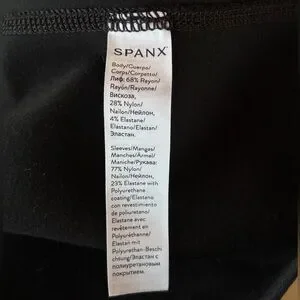 SPANX
Body/Cuerpo/
Corps/Corpetto/
Лиф: 68% Rayon/
Rayón/Rayonne/
Вискоза,
28% Nylon/
Nailon/Нейлон,
4% Elastane/
Elastano/Elastan/
Эластан.
Sleeves/Mangas/
Manches/Ärmel/
Maniche/Рукава:
77% Nylon/
Nailon/Нейлон,
23% Elastane with
Polyurethane
coating/Elastano
con revestimiento
de poliuretano/
Elastane avec
revêtement en
Polyuréthanne/
Elastan mit
Polyurethan-Beschi
chtung/Эластан с
полиуретановым
покрытием.